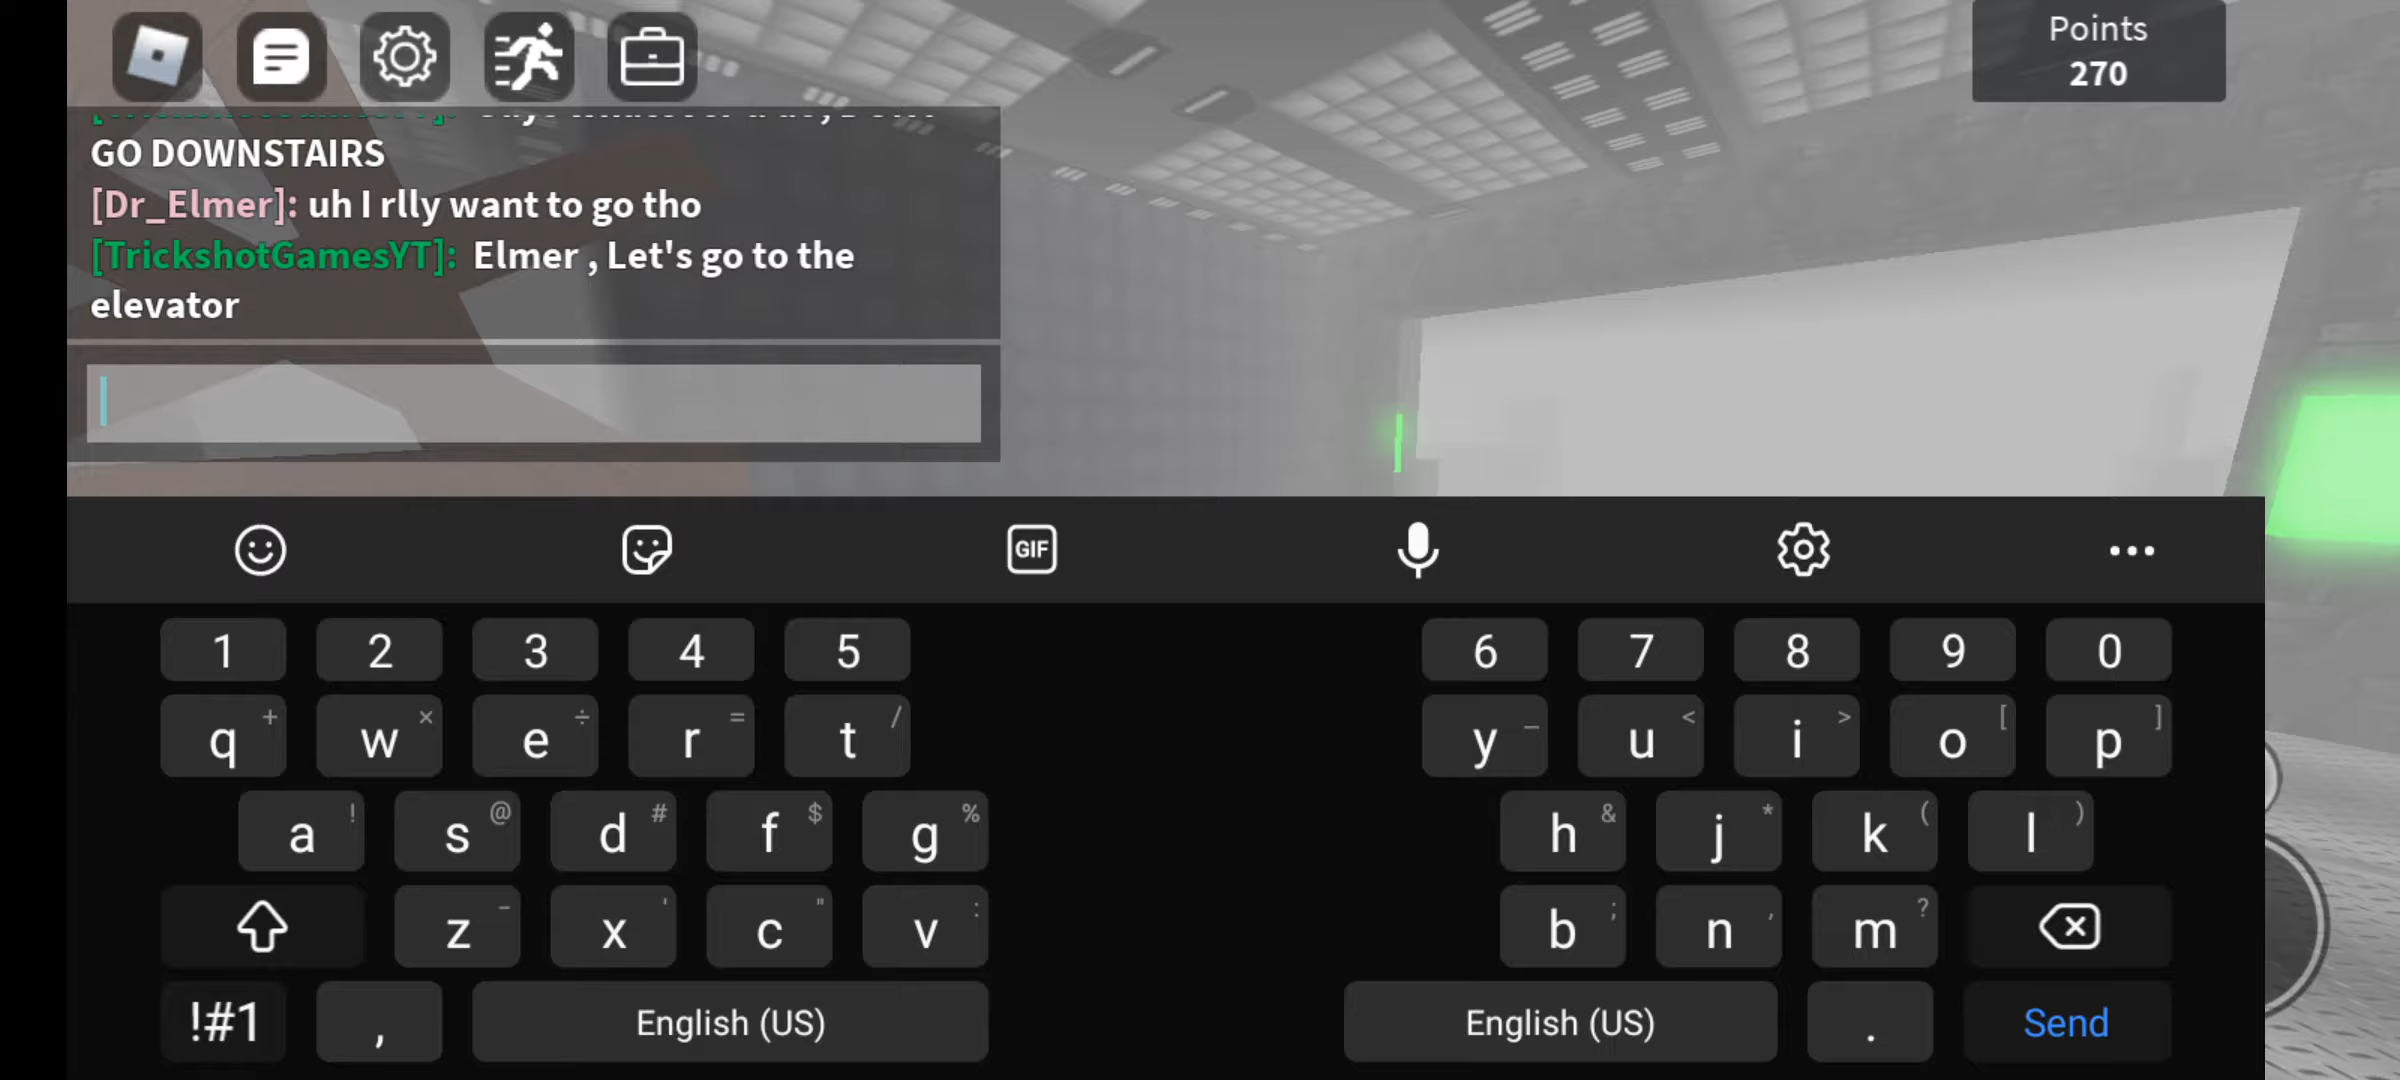 Points
270
GO DOWNSTAIRS
[Dr_Elmer]: uh I rlly want to go tho
[TrickshotGamesYT]: Elmer , Let's go to the
elevator
GIF
1 2 3 4 5 6 7 8 9 0
q + w × e ÷ r = t / y _ u < i > o [ p ]
a ! s @ d # f $ g % h & j * k ( l )
z - x ' c " v : b ; n , m ?
!#1 , English (US) English (US) . Send